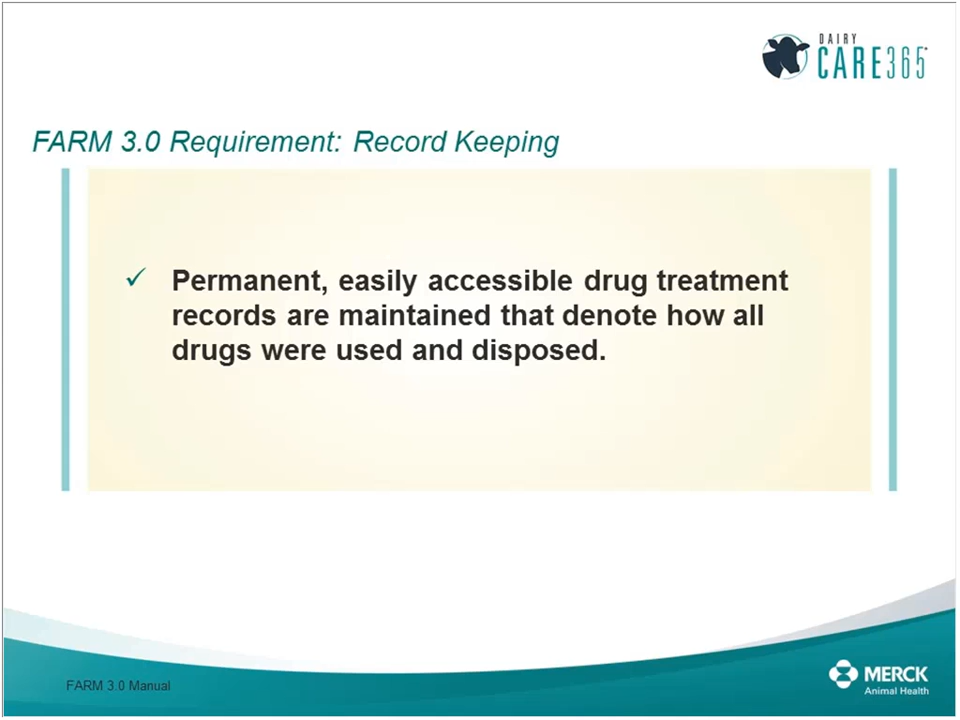 DAIRY
CARE365
FARM 3.0 Requirement: Record Keeping
✓ Permanent, easily accessible drug treatment
records are maintained that denote how all
drugs were used and disposed.
FARM 3.0 Manual
MERCK
Animal Health